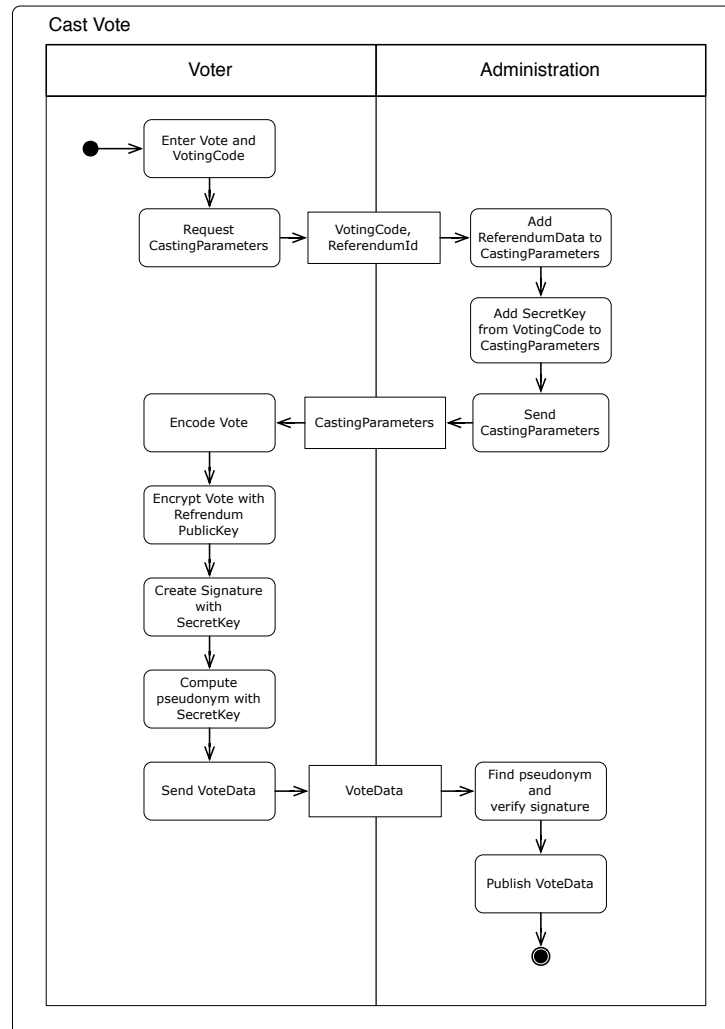 Cast Vote
Voter
Administration
Enter Vote and
VotingCode
Request
CastingParameters
VotingCode,
ReferendumId
Add
ReferendumData to
CastingParameters
Add SecretKey
from VotingCode to
CastingParameters
Send
CastingParameters
CastingParameters
Encode Vote
Encrypt Vote with
Refrendum
PublicKey
Create Signature
with
SecretKey
Compute
pseudonym with
SecretKey
Send VoteData
VoteData
Find pseudonym
and
verify signature
Publish VoteData